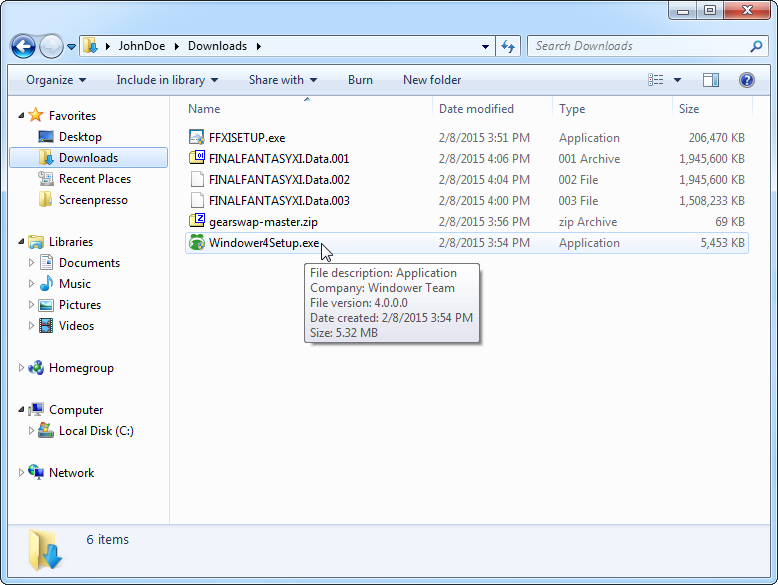 JohnDoe Downloads
Search Downloads
Organize Include in library Share with Burn New folder
Name Date modified Type Size
FFXISETUP.exe 2/8/2015 3:51 PM Application 206,470 KB
FINALFANTASYXI.Data.001 2/8/2015 4:06 PM 001 Archive 1,945,600 KB
FINALFANTASYXI.Data.002 2/8/2015 4:04 PM 002 File 1,945,600 KB
FINALFANTASYXI.Data.003 2/8/2015 4:00 PM 003 File 1,508,233 KB
gearswap-master.zip 2/8/2015 3:56 PM zip Archive 69 KB
Windower4Setup.exe 2/8/2015 3:54 PM Application 5,453 KB
File description: Application
Company: Windower Team
File version: 4.0.0.0
Date created: 2/8/2015 3:54 PM
Size: 5.32 MB
Favorites
Desktop
Downloads
Recent Places
Screenpresso
Libraries
Documents
Music
Pictures
Videos
Homegroup
Computer
Local Disk (C:)
Network
6 items